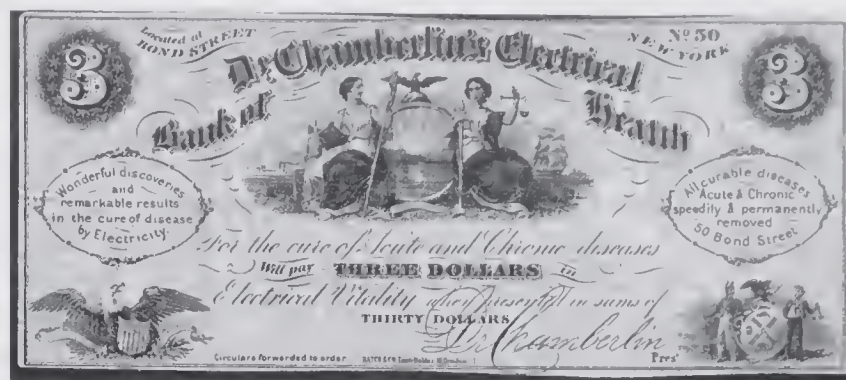 3
Located at
BOND STREET
Dr. Chamberlin's Electrical
Bank of Health
No 50
NEW YORK
3
Wonderful discoveries
and
remarkable results
in the cure of disease
by Electricity.
All curable diseases
Acute & Chronic
speedily & permanently
removed
50 Bond Street
For the cure of Acute and Chronic diseases
Will pay THREE DOLLARS in
Electrical Vitality when presented in sums of
THIRTY DOLLARS
Dr Chamberlin
Pres't
Circulars forwarded to order